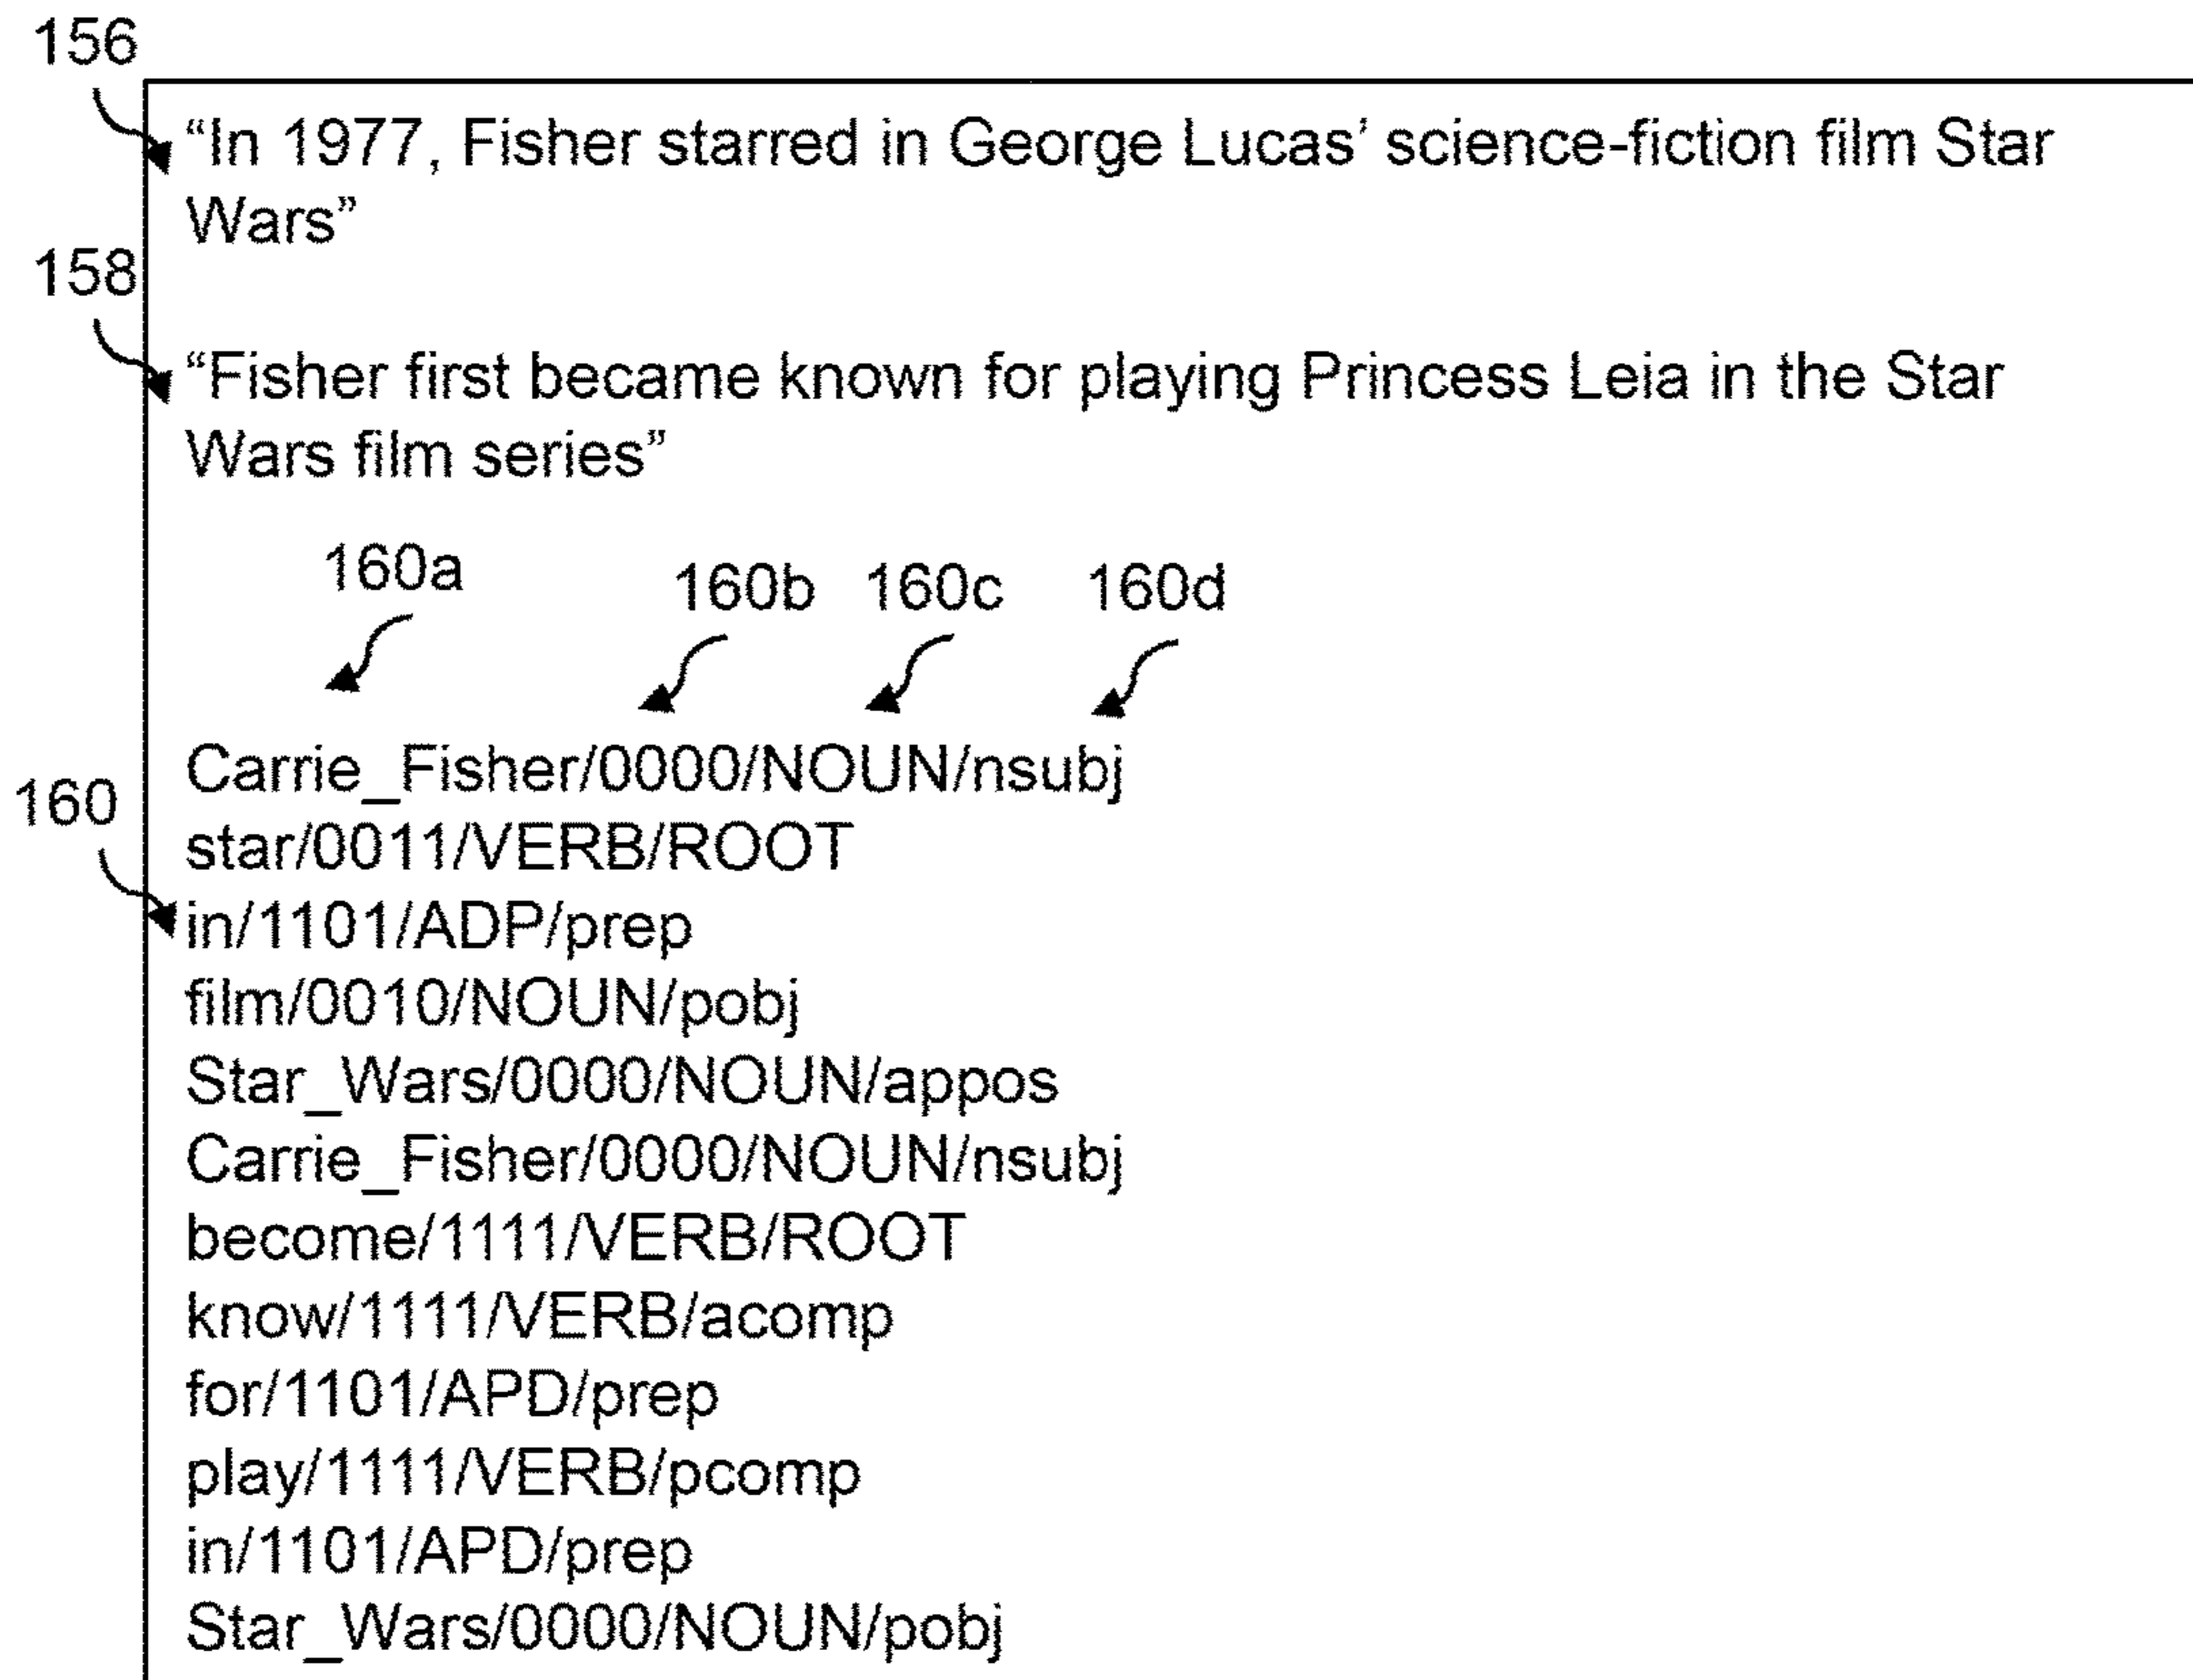 156
“In 1977, Fisher starred in George Lucas’ science-fiction film Star
Wars”
158
“Fisher first became known for playing Princess Leia in the Star
Wars film series”
160a 160b 160c 160d
Carrie_Fisher/0000/NOUN/nsubj
160
star/0011/VERB/ROOT
in/1101/ADP/prep
film/0010/NOUN/pobj
Star_Wars/0000/NOUN/appos
Carrie_Fisher/0000/NOUN/nsubj
become/1111/VERB/ROOT
know/1111/VERB/acomp
for/1101/APD/prep
play/1111/VERB/pcomp
in/1101/APD/prep
Star_Wars/0000/NOUN/pobj